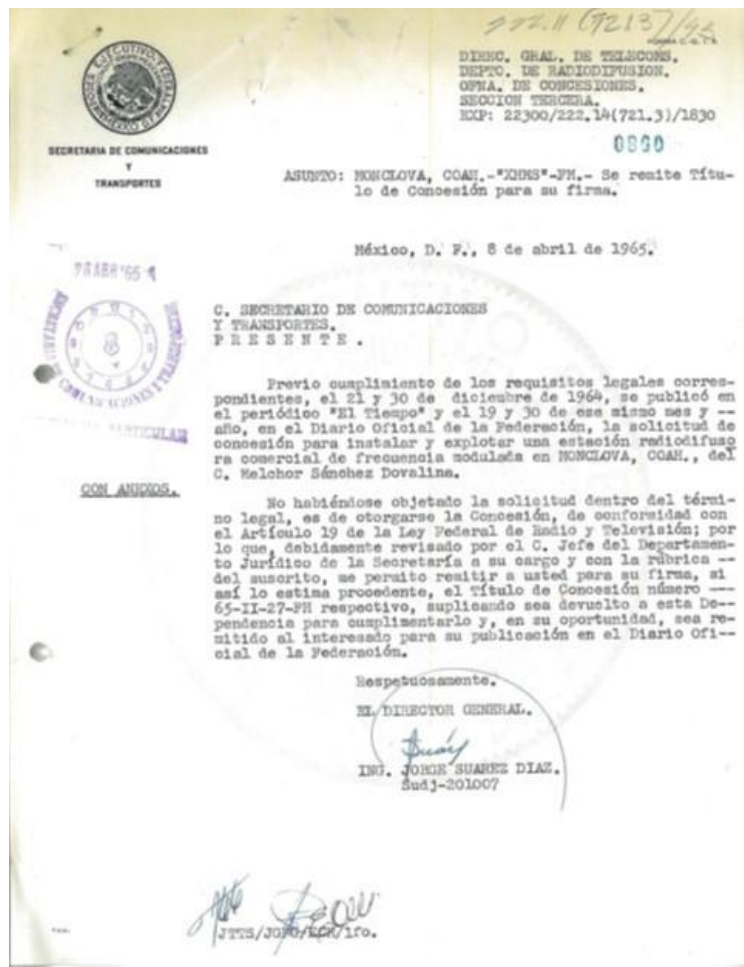 222.11 (7213)/
DIREC. GRAL. DE TELECOMS.
DEPTO. DE RADIODIFUSION.
OFNA. DE CONCESIONES.
SECCION TERCERA.
EXP: 22300/222.14(721.3)/1830
PODER EJECUTIVO FEDERAL
SECRETARIA DE COMUNICACIONES
Y
TRANSPORTES
ASUNTO: MONCLOVA, COAH.-"XHMS"-FM.- Se remite Títu-
lo de Concesión para su firma.
México, D. F., 8 de abril de 1965.
ABR '65
C. SECRETARIO DE COMUNICACIONES
Y TRANSPORTES.
P R E S E N T E .
Previo cumplimiento de los requisitos legales corres-
pondientes, el 21 y 30 de diciembre de 1964, se publicó en
el periódico "El Tiempo" y el 19 y 30 de ese mismo mes y --
año, en el Diario Oficial de la Federación, la solicitud de
concesión para instalar y explotar una estación radiodifuso
ra comercial de frecuencia modulada en MONCLOVA, COAH., del
C. Melchor Sánchez Dovalina.
CON ANEXOS.
No habiéndose objetado la solicitud dentro del térmi-
no legal, es de otorgarse la Concesión, de conformidad con
el Artículo 19 de la Ley Federal de Radio y Televisión; por
lo que, debidamente revisado por el C. Jefe del Departamen-
to Jurídico de la Secretaría a su cargo y con la rúbrica --
del suscrito, me permito remitir a usted para su firma, si
así lo estima procedente, el Título de Concesión número ---
65-II-27-FM respectivo, suplicando sea devuelto a esta De--
pendencia para cumplimentarlo y, en su oportunidad, sea re-
mitido al interesado para su publicación en el Diario Ofi--
cial de la Federación.
Respetuosamente.
EL DIRECTOR GENERAL.
ING. JORGE SUAREZ DIAZ.
Sudj-201007